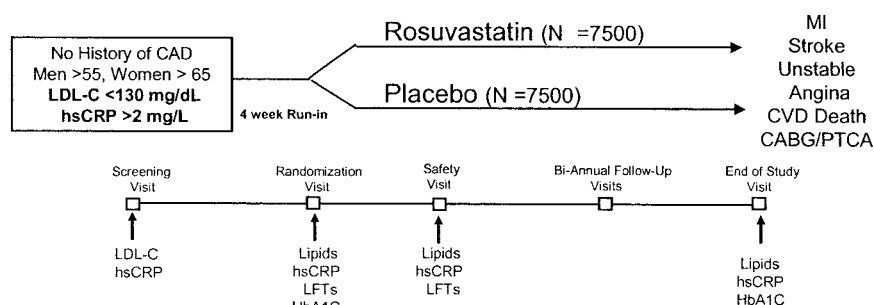 No History of CAD
Men >55, Women > 65
LDL-C <130 mg/dL
hsCRP >2 mg/L
4 week Run-in
Rosuvastatin (N =7500)
Placebo (N =7500)
MI
Stroke
Unstable
Angina
CVD Death
CABG/PTCA
Screening
Visit
Randomization
Visit
Safety
Visit
Bi-Annual Follow-Up
Visits
End of Study
Visit
LDL-C
hsCRP
Lipids
hsCRP
LFTs
HbA1C
Lipids
hsCRP
LFTs
Lipids
hsCRP
HbA1C